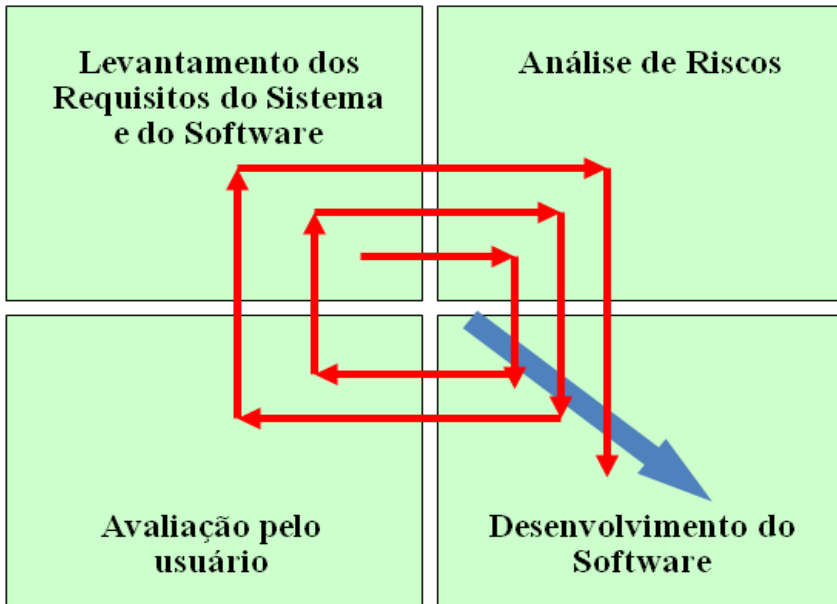 Levantamento dos
Requisitos do Sistema
e do Software
Análise de Riscos
Avaliação pelo
usuário
Desenvolvimento do
Software